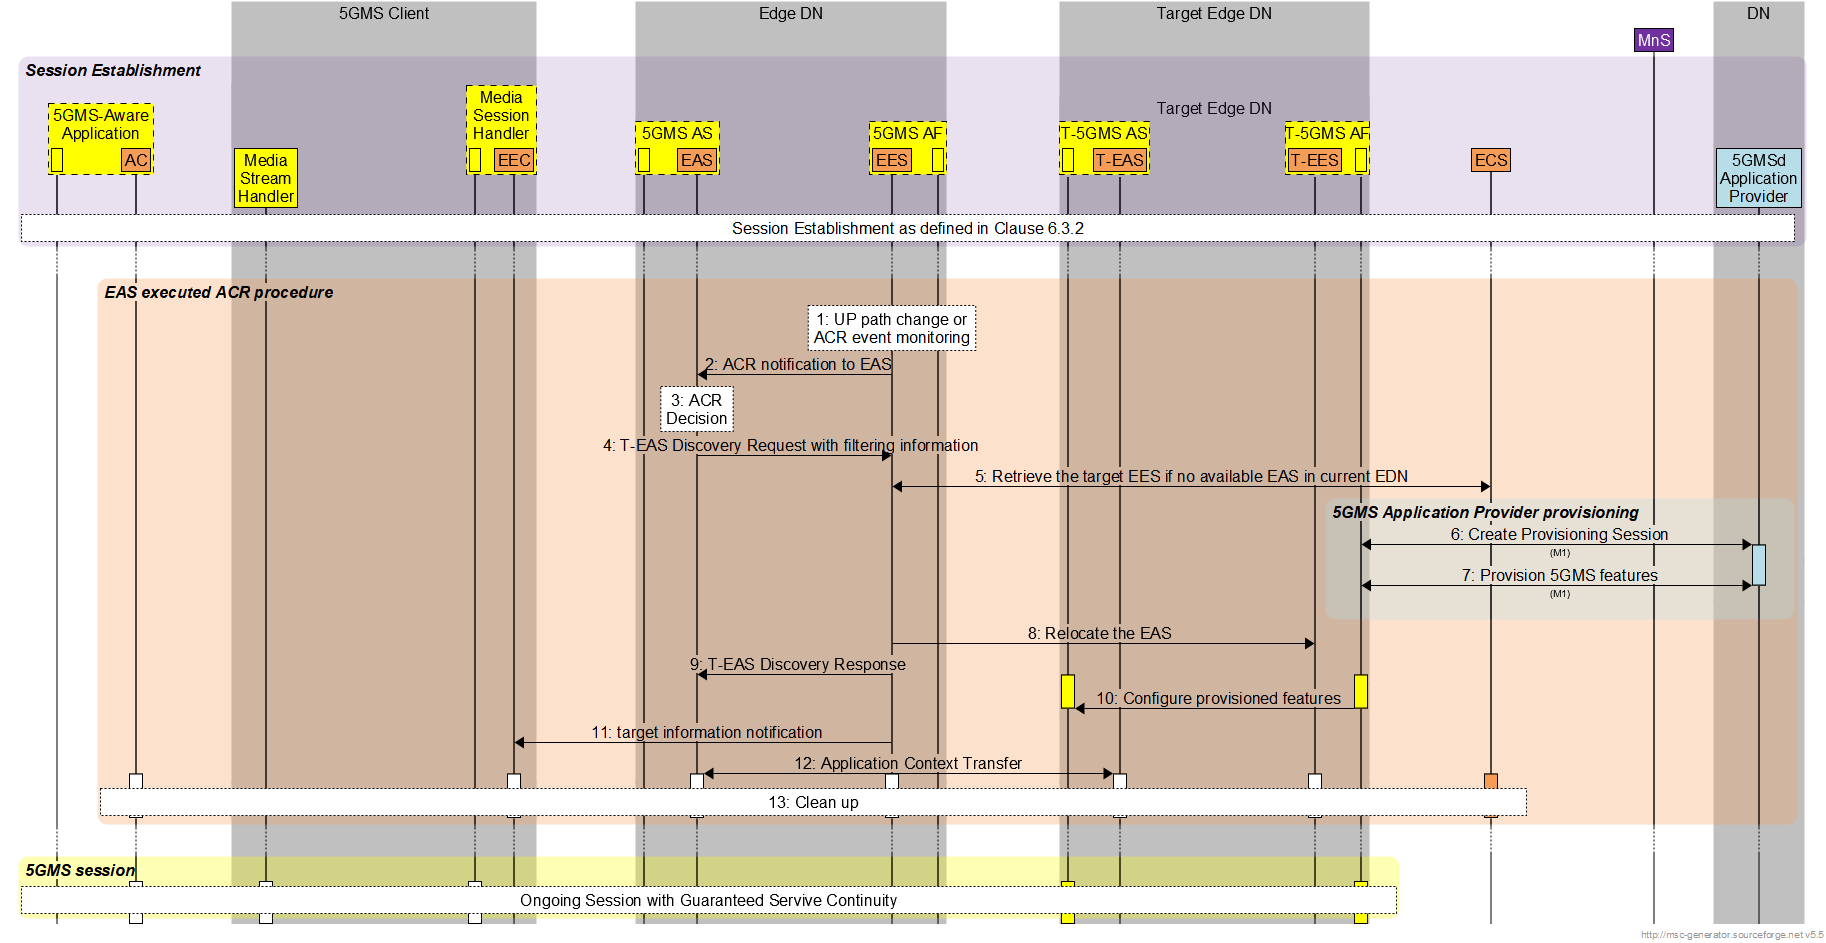 5GMS Client
Edge DN
Target Edge DN
DN
MnS
Session Establishment
5GMS-Aware
Application
AC
Media
Stream
Handler
Media
Session
Handler
EEC
5GMS AS
EAS
5GMS AF
EES
Target Edge DN
T-5GMS AS
T-EAS
T-5GMS AF
T-EES
ECS
5GMSd
Application
Provider
Session Establishment as defined in Clause 6.3.2
EAS executed ACR procedure
1: UP path change or
ACR event monitoring
2: ACR notification to EAS
3: ACR
Decision
4: T-EAS Discovery Request with filtering information
5: Retrieve the target EES if no available EAS in current EDN
5GMS Application Provider provisioning
6: Create Provisioning Session
(M1)
7: Provision 5GMS features
(M1)
8: Relocate the EAS
9: T-EAS Discovery Response
10: Configure provisioned features
11: target information notification
12: Application Context Transfer
13: Clean up
5GMS session
Ongoing Session with Guaranteed Servive Continuity
http://msc-generator.sourceforge.net v5.5